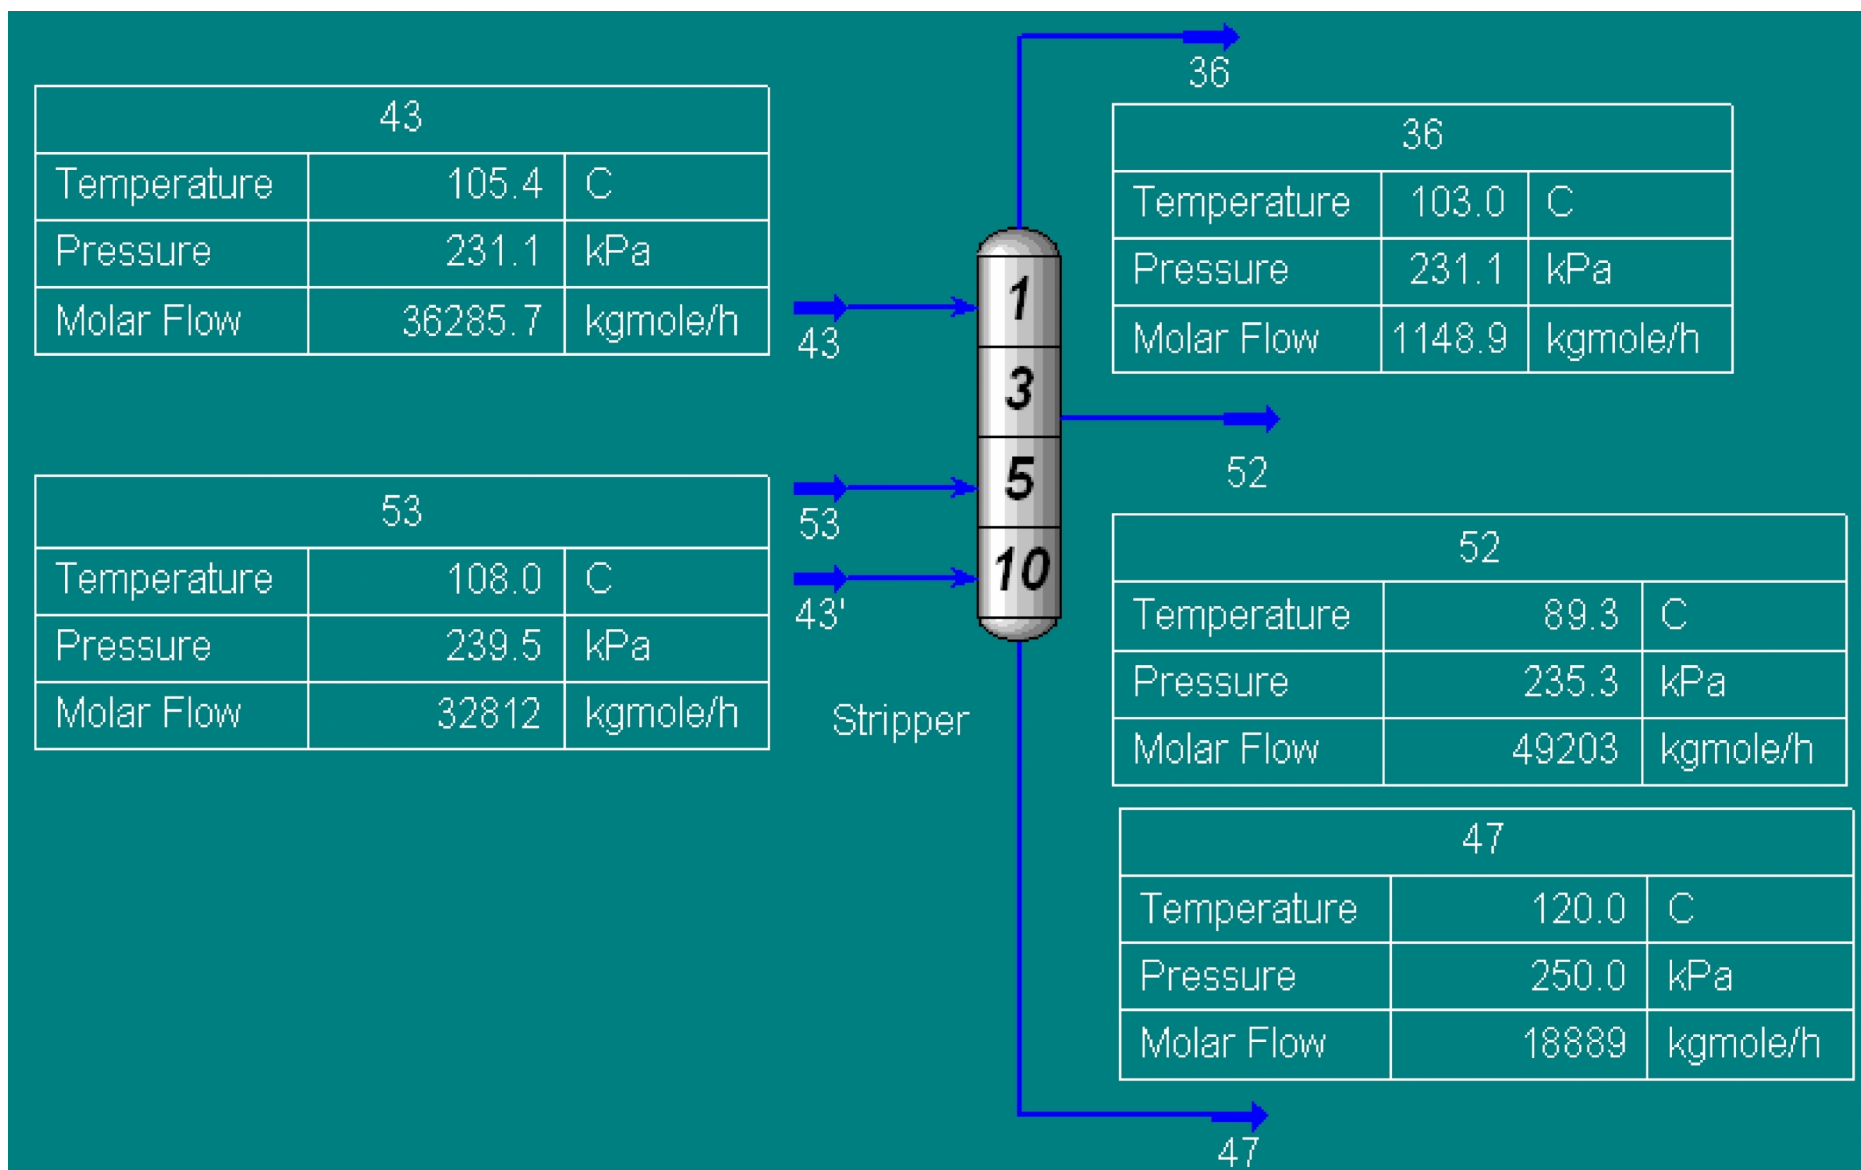 36
43
Temperature 105.4 C
Pressure 231.1 kPa
Molar Flow 36285.7 kgmole/h
36
Temperature 103.0 C
Pressure 231.1 kPa
Molar Flow 1148.9 kgmole/h
43
1
3
5
10
52
53
43'
Stripper
53
Temperature 108.0 C
Pressure 239.5 kPa
Molar Flow 32812 kgmole/h
52
Temperature 89.3 C
Pressure 235.3 kPa
Molar Flow 49203 kgmole/h
47
Temperature 120.0 C
Pressure 250.0 kPa
Molar Flow 18889 kgmole/h
47